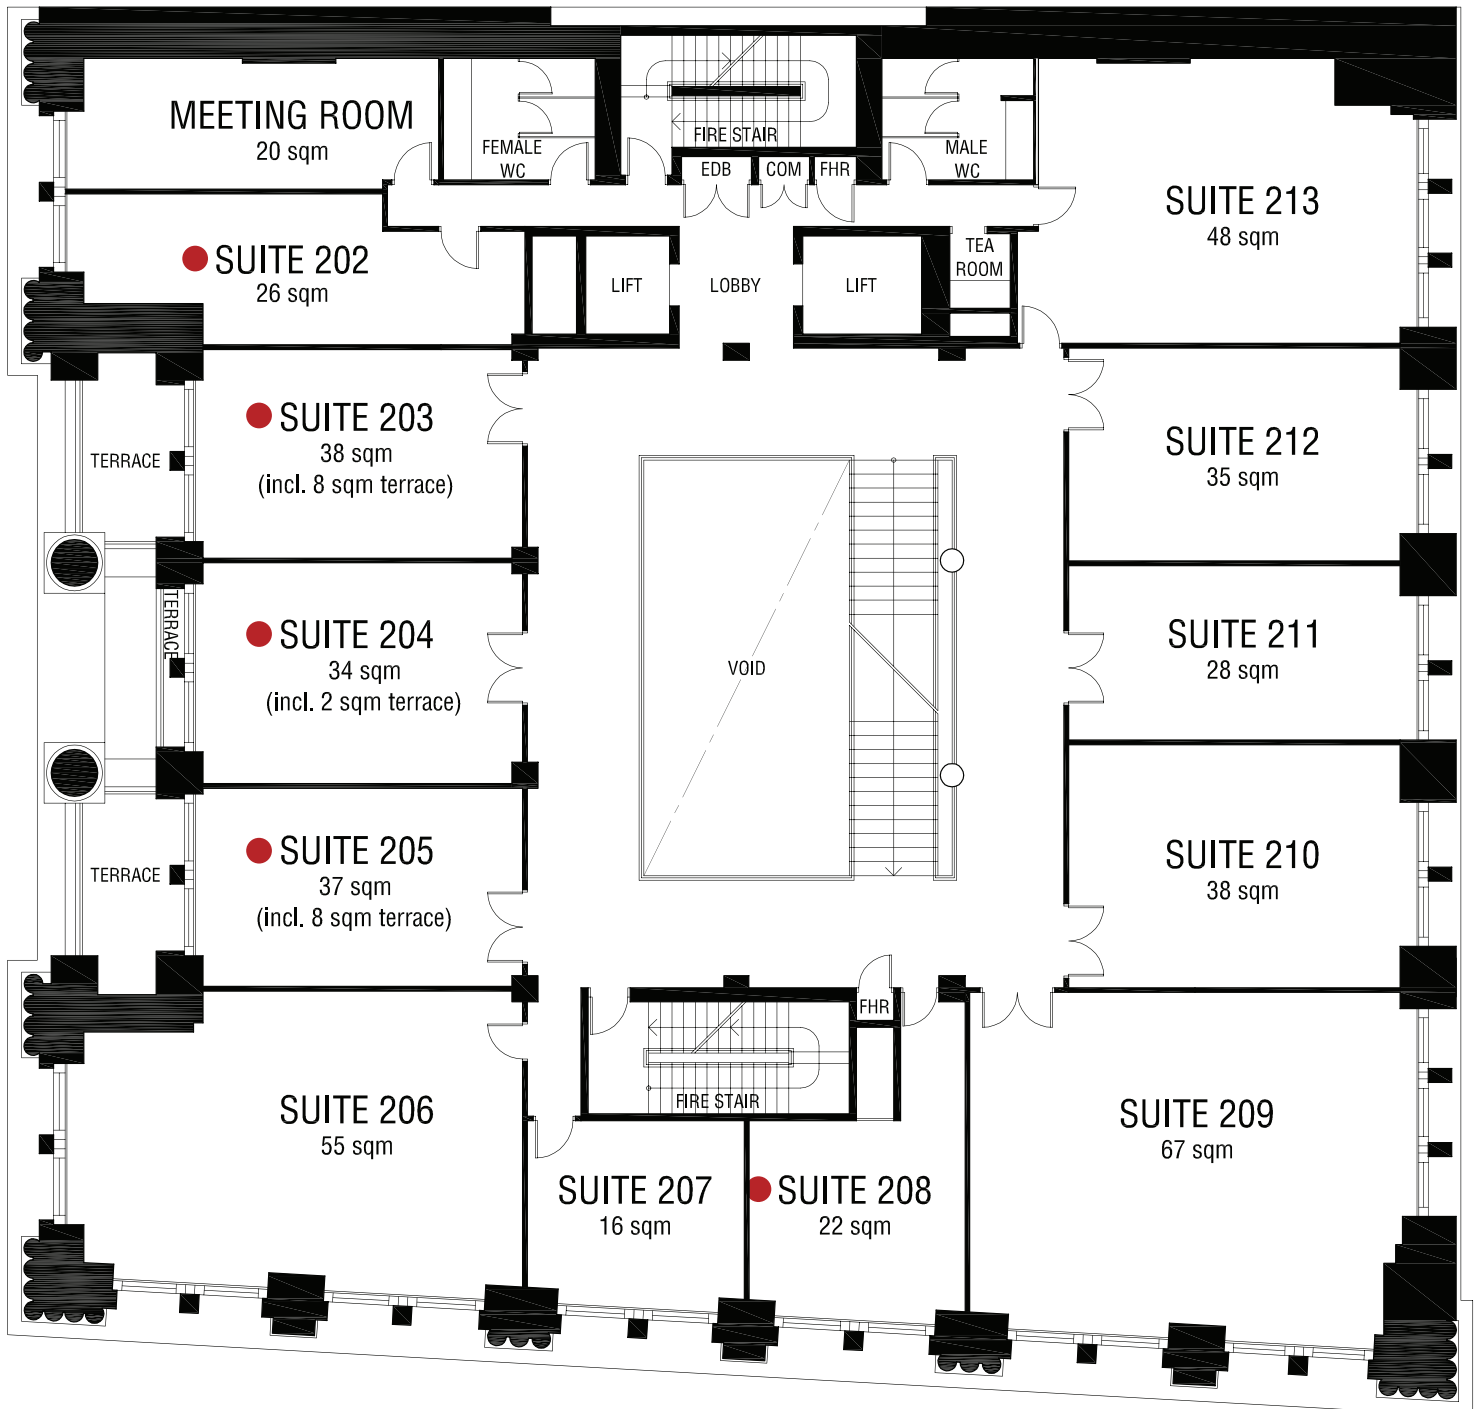 MEETING ROOM
20 sqm
FEMALE
WC
FIRE STAIR
EDB
COM
FHR
MALE
WC
SUITE 213
48 sqm
SUITE 202
26 sqm
LIFT
LOBBY
LIFT
TEA
ROOM
TERRACE
SUITE 203
38 sqm
(incl. 8 sqm terrace)
SUITE 212
35 sqm
TERRACE
SUITE 204
34 sqm
(incl. 2 sqm terrace)
VOID
SUITE 211
28 sqm
TERRACE
SUITE 205
37 sqm
(incl. 8 sqm terrace)
SUITE 210
38 sqm
FHR
FIRE STAIR
SUITE 206
55 sqm
SUITE 207
16 sqm
SUITE 208
22 sqm
SUITE 209
67 sqm